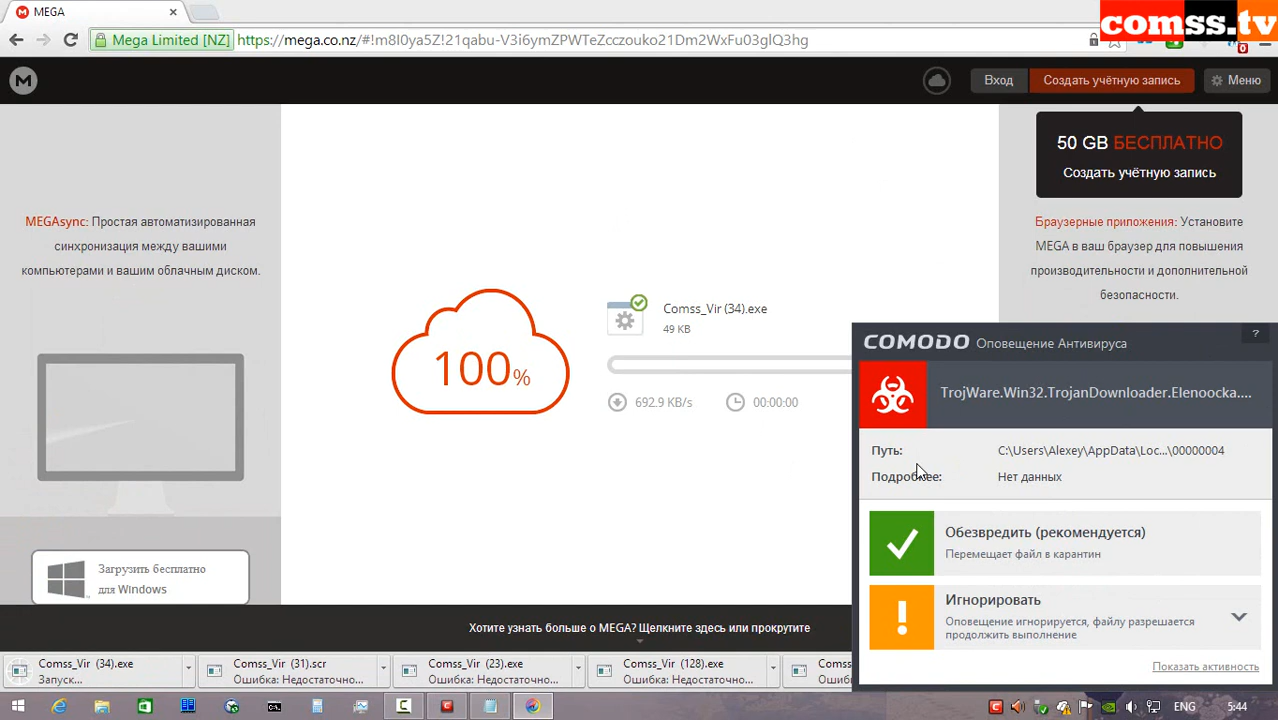 MEGA
comss.tv
Mega Limited [NZ]
https://mega.co.nz/#!m8I0ya5Z!21qabu-V3i6ymZPWTeZcczouko21Dm2WxFu03glQ3hg
Вход
Создать учётную запись
Меню
50 GB БЕСПЛАТНО
Создать учётную запись
MEGAsync: Простая автоматизированная
синхронизация между вашими
компьютерами и вашим облачным диском.
Браузерные приложения: Установите
MEGA в ваш браузер для повышения
производительности и дополнительной
безопасности.
100%
Comss_Vir (34).exe
49 KB
692.9 KB/s
00:00:00
COMODO Оповещение Антивируса
?
TrojWare.Win32.TrojanDownloader.Elenoocka....
Путь:
C:\Users\Alexey\AppData\Loc...\00000004
Подробнее:
Нет данных
Обезвредить (рекомендуется)
Перемещает файл в карантин
Игнорировать
Оповещение игнорируется, файлу разрешается
продолжить выполнение
Показать активность
Загрузить бесплатно
для Windows
Хотите узнать больше о MEGA? Щелкните здесь или прокрутите
Comss_Vir (34).exe
Запуск...
Comss_Vir (31).scr
Ошибка: Недостаточно...
Comss_Vir (23).exe
Ошибка: Недостаточно...
Comss_Vir (128).exe
Ошибка: Недостаточно...
ENG
5:44